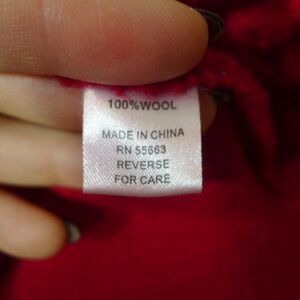 100%WOOL
MADE IN CHINA
RN 55663
REVERSE
FOR CARE